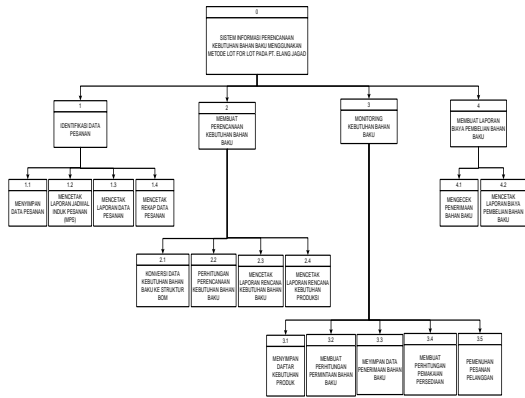 0
SISTEM INFORMASI PERENCANAAN
KEBUTUHAN BAHAN BAKU MENGGUNAKAN
METODE LOT FOR LOT PADA PT. ELANG JAGAD
1
IDENTIFIKASI DATA
PESANAN
2
MEMBUAT
PERENCANAAN
KEBUTUHAN BAHAN
BAKU
3
MONITORING
KEBUTUHAN BAHAN
BAKU
4
MEMBUAT LAPORAN
BIAYA PEMBELIAN BAHAN
BAKU
1.1
MENYIMPAN
DATA PESANAN
1.2
MENCETAK
LAPORAN JADWAL
INDUK PESANAN
(MPS)
1.3
MENCETAK
LAPORAN DATA
PESANAN
1.4
MENCETAK
REKAP DATA
PESANAN
4.1
MENGECEK
PENERIMAAN
BAHAN BAKU
4.2
MENCETAK
LAPORAN BIAYA
PEMBELIAN BAHAN
BAKU
2.1
KONVERSI DATA
KEBUTUHAN BAHAN
BAKU KE STRUKTUR
BOM
2.2
PERHITUNGAN
PERENCANAAN
KEBUTUHAN BAHAN
BAKU
2.3
MENCETAK
LAPORAN RENCANA
KEBUTUHAN BAHAN
BAKU
2.4
MENCETAK
LAPORAN RENCANA
KEBUTUHAN
PRODUKSI
3.1
MENYIMPAN
DAFTAR
KEBUTUHAN
PRODUK
3.2
MEMBUAT
PERHITUNGAN
PERMINTAAN BAHAN
BAKU
3.3
MEYIMPAN DATA
PENERIMAAN BAHAN
BAKU
3.4
MEMBUAT
PERHITUNGAN
PEMAKAIAN
PERSEDIAAN
3.5
PEMENUHAN
PESANAN
PELANGGAN